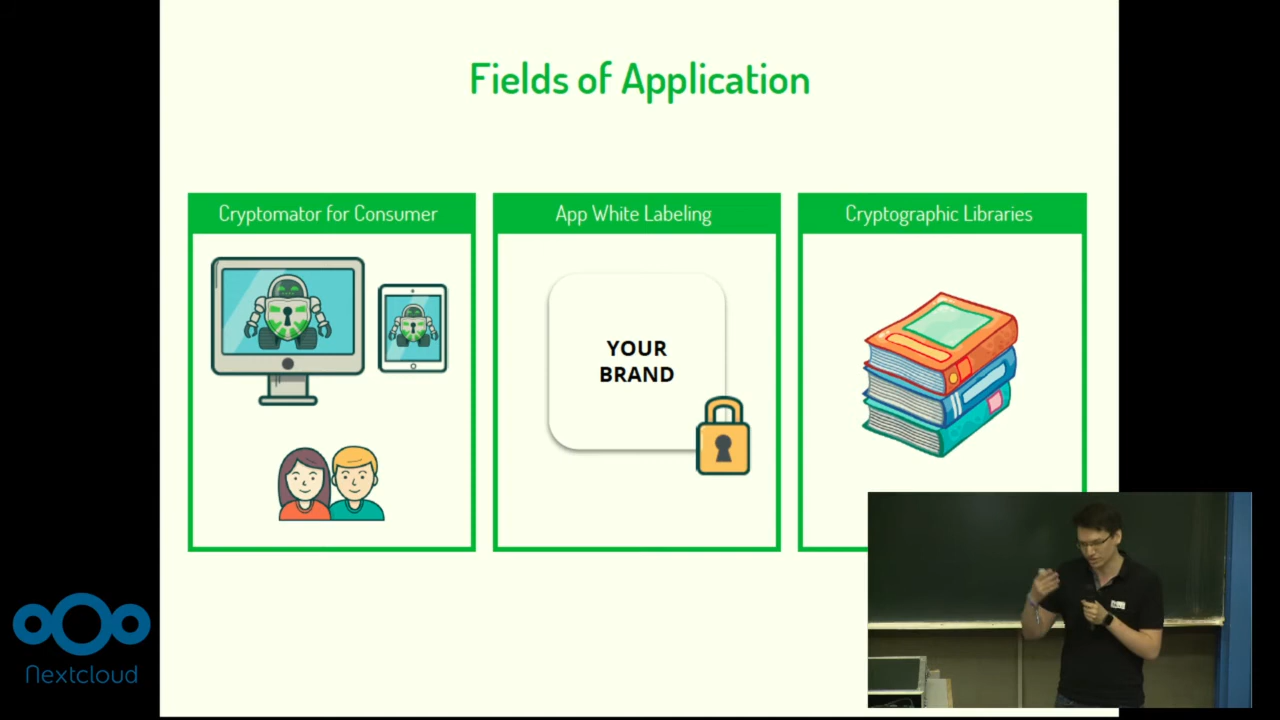 Fields of Application
Cryptomator for Consumer
App White Labeling
Cryptographic Libraries
YOUR
BRAND
Nextcloud